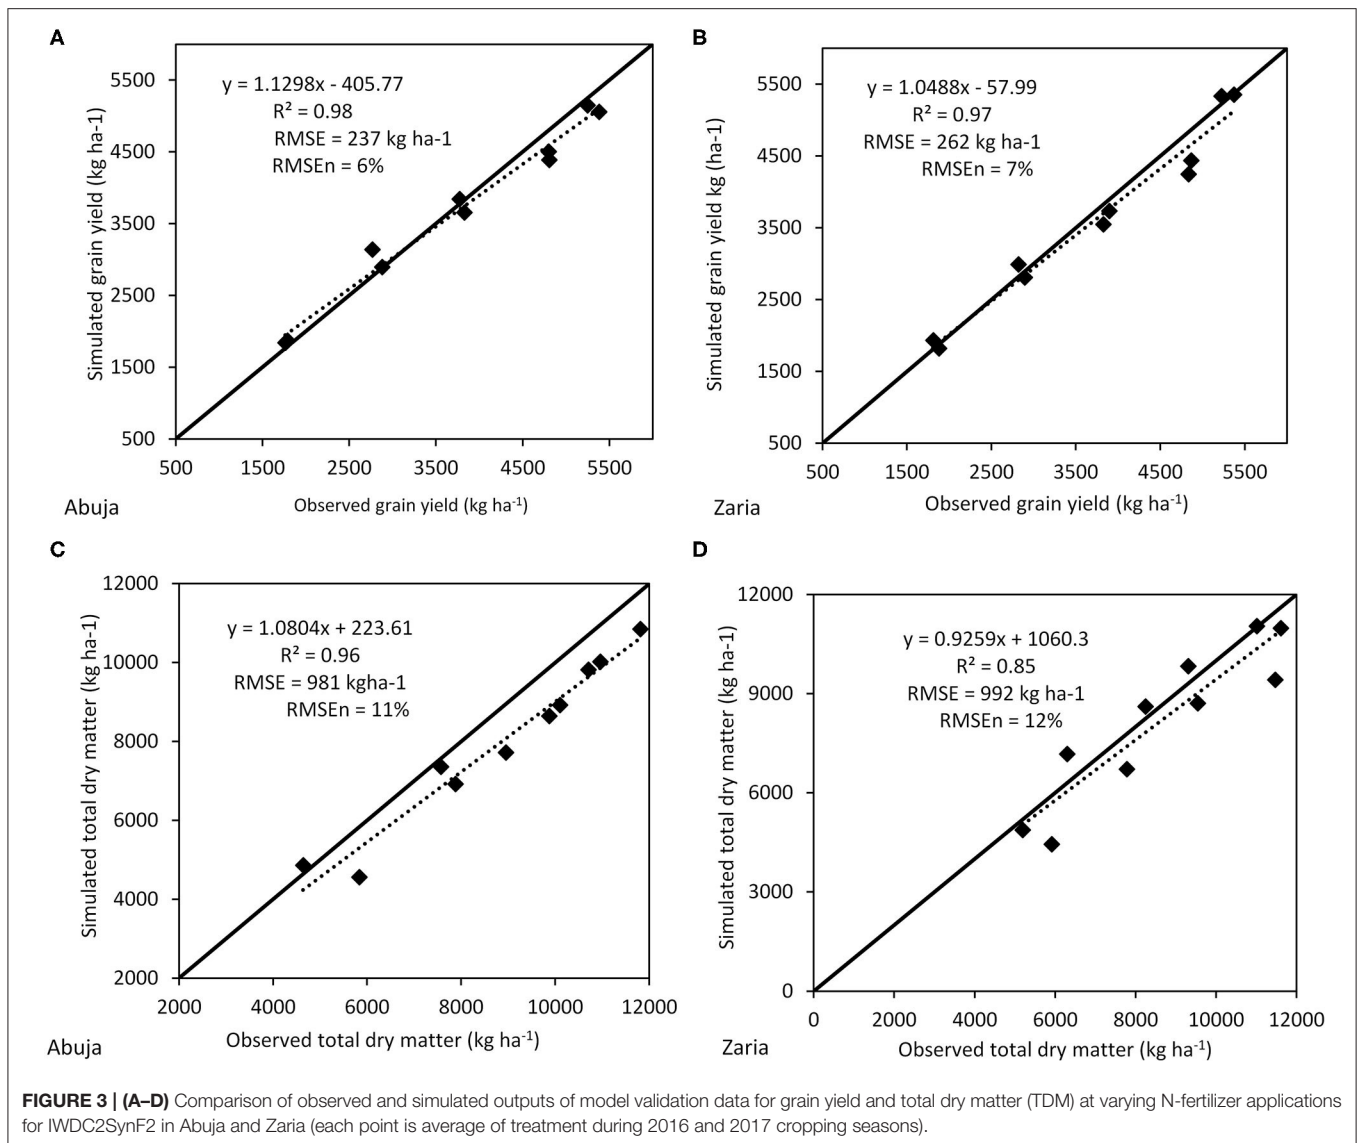 A
y = 1.1298x - 405.77
R² = 0.98
RMSE = 237 kg ha-1
RMSEn = 6%
Simulated grain yield (kg ha-1)
5500
4500
3500
2500
1500
500
500 1500 2500 3500 4500 5500
Observed grain yield (kg ha⁻¹)
Abuja
B
y = 1.0488x - 57.99
R² = 0.97
RMSE = 262 kg ha-1
RMSEn = 7%
Simulated grain yield kg (ha-1)
5500
4500
3500
2500
1500
500
500 1500 2500 3500 4500 5500
Observed grain yield (kg ha⁻¹)
Zaria
C
y = 1.0804x + 223.61
R² = 0.96
RMSE = 981 kgha-1
RMSEn = 11%
Simulated total dry matter (kg ha-1)
12000
10000
8000
6000
4000
2000
2000 4000 6000 8000 10000 12000
Observed total dry matter (kg ha⁻¹)
Abuja
D
y = 0.9259x + 1060.3
R² = 0.85
RMSE = 992 kg ha-1
RMSEn = 12%
Simulated total dry matter (kg ha-1)
12000
9000
6000
3000
0
0 2000 4000 6000 8000 10000 12000
Observed total dry matter (kg ha⁻¹)
Zaria
FIGURE 3 | (A–D) Comparison of observed and simulated outputs of model validation data for grain yield and total dry matter (TDM) at varying N-fertilizer applications
for IWDC2SynF2 in Abuja and Zaria (each point is average of treatment during 2016 and 2017 cropping seasons).